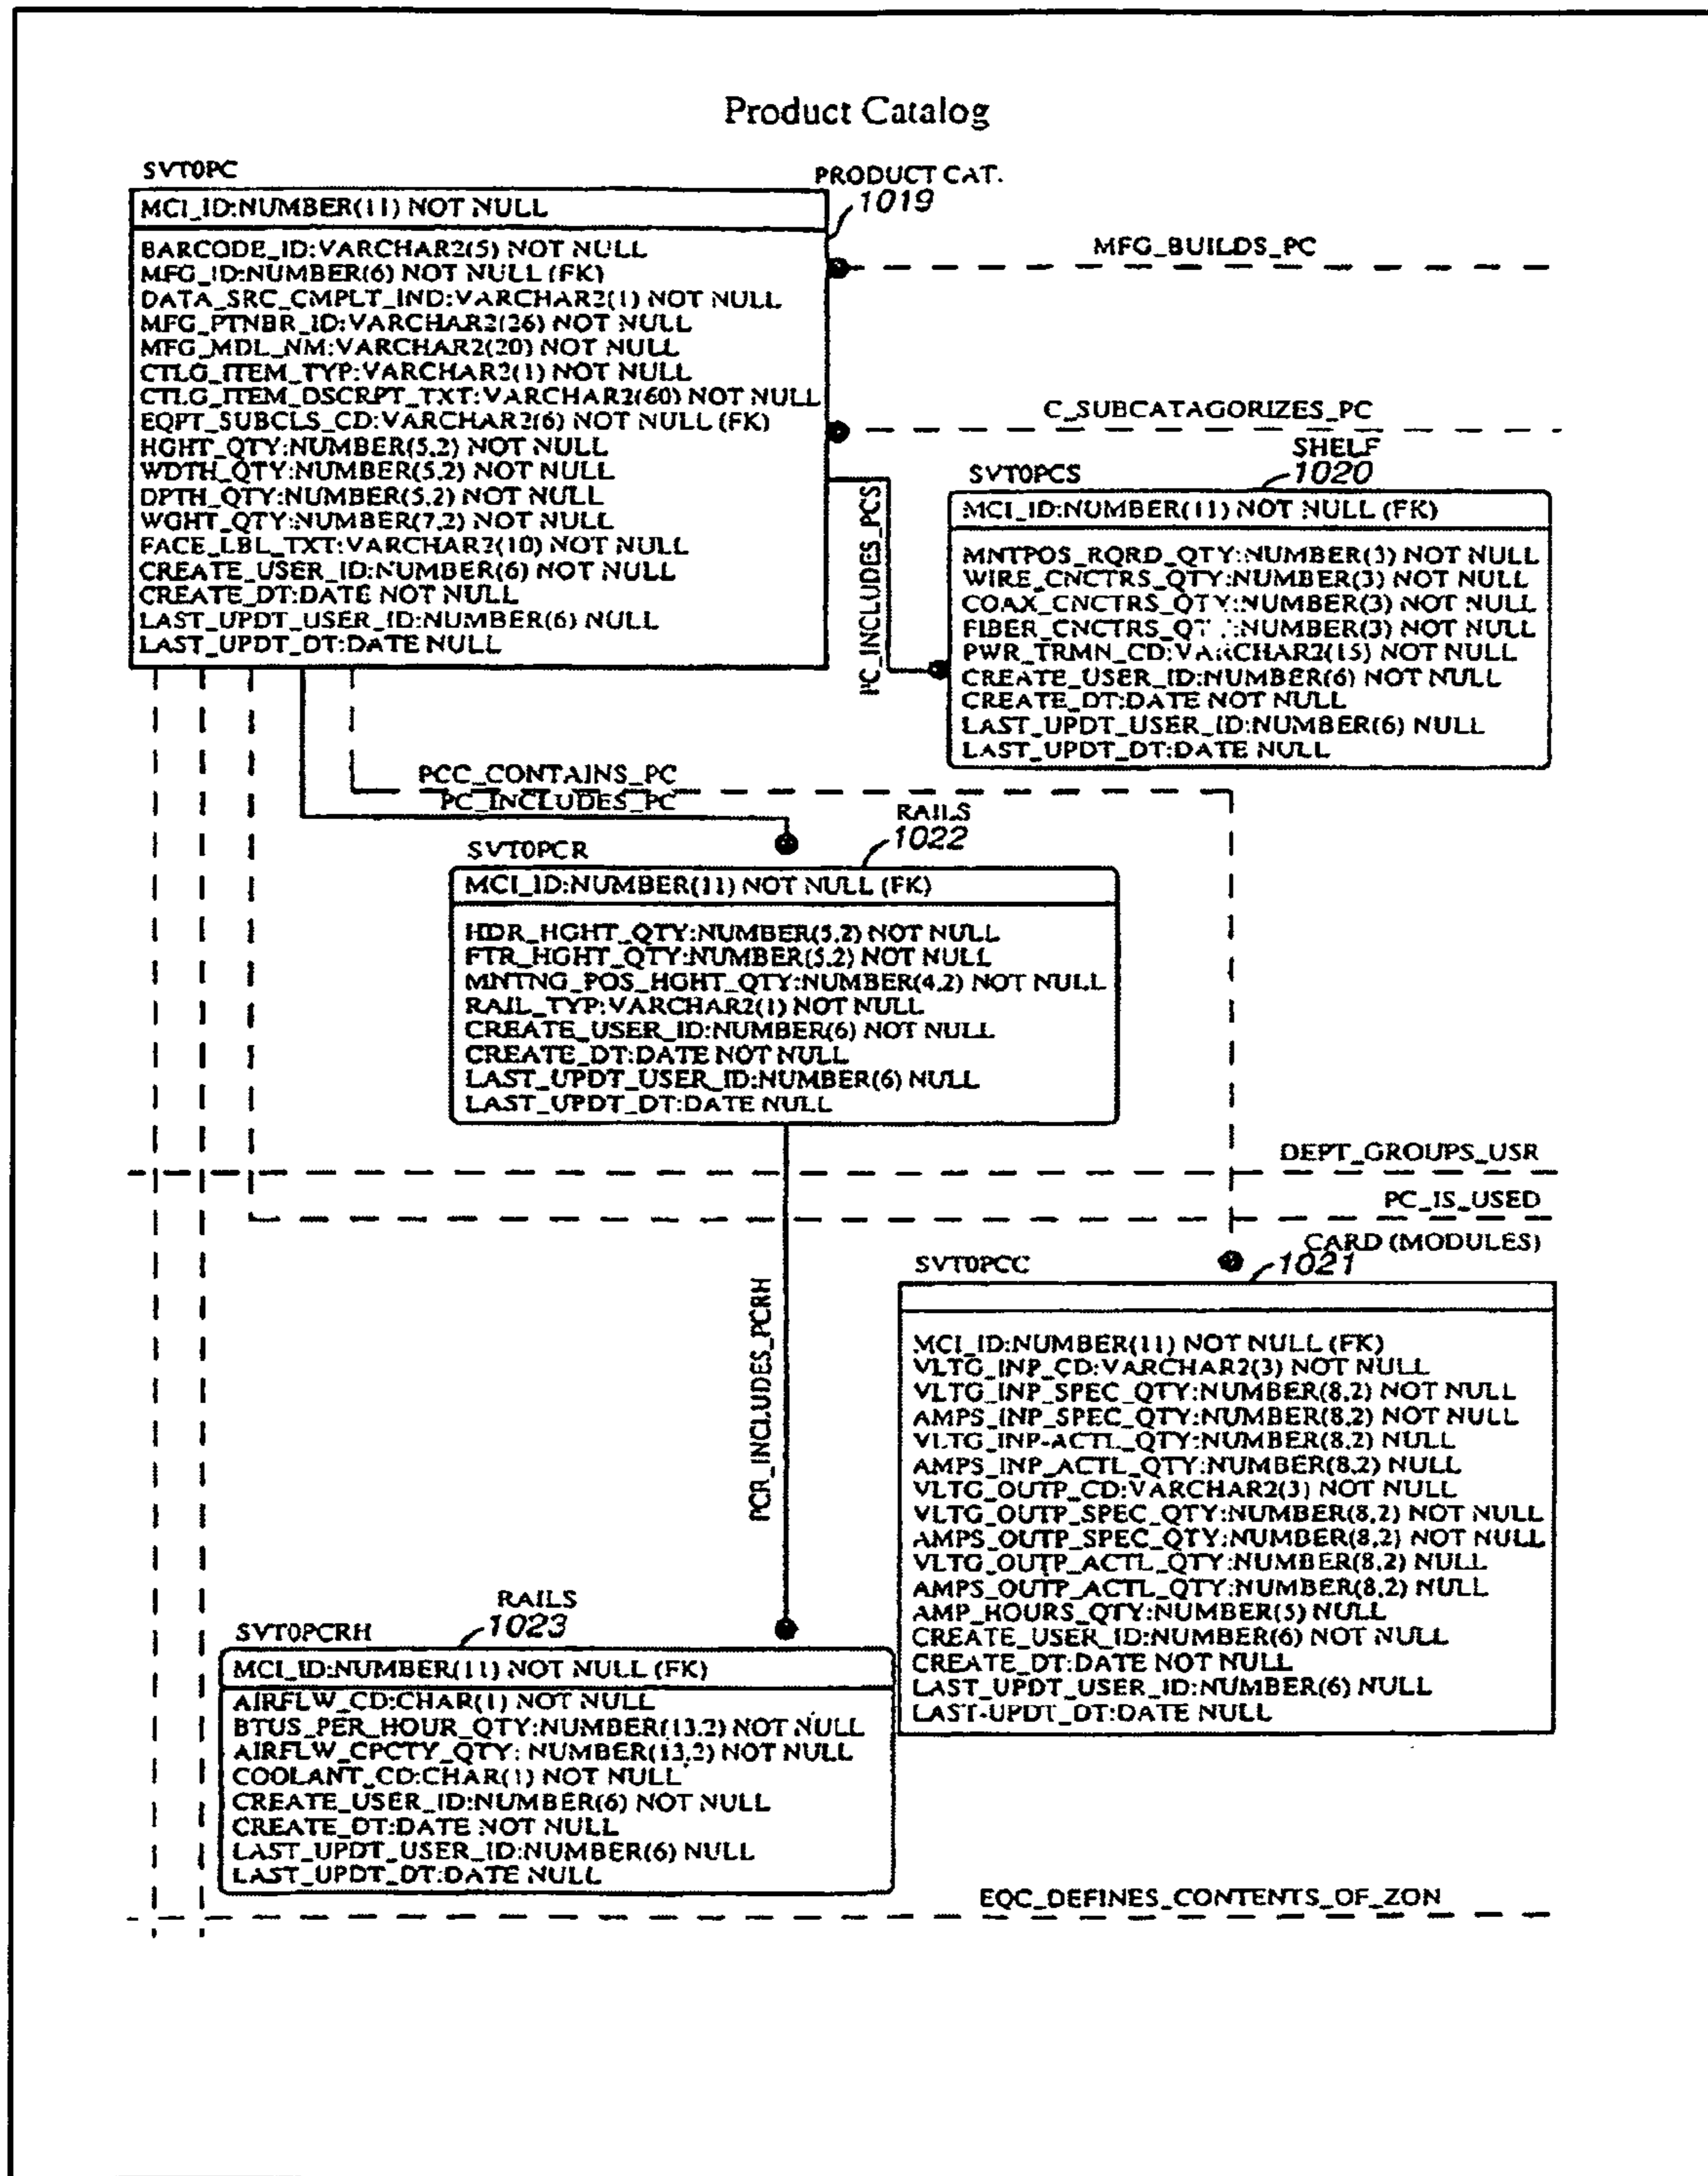 Product Catalog
SVT0PC
PRODUCT CAT.
1019
MCI_ID:NUMBER(11) NOT NULL
BARCODE_ID:VARCHAR2(5) NOT NULL
MFG_ID:NUMBER(6) NOT NULL (FK)
DATA_SRC_CMPLT_IND:VARCHAR2(1) NOT NULL
MFG_PTNBR_ID:VARCHAR2(26) NOT NULL
MFG_MDL_NM:VARCHAR2(20) NOT NULL
CTLG_ITEM_TYP:VARCHAR2(1) NOT NULL
CTLG_ITEM_DSCRPT_TXT:VARCHAR2(60) NOT NULL
EQPT_SUBCLS_CD:VARCHAR2(6) NOT NULL (FK)
HGHT_QTY:NUMBER(5,2) NOT NULL
WDTH_QTY:NUMBER(5,2) NOT NULL
DPTH_QTY:NUMBER(5,2) NOT NULL
WGHT_QTY:NUMBER(7,2) NOT NULL
FACE_LBL_TXT:VARCHAR2(10) NOT NULL
CREATE_USER_ID:NUMBER(6) NOT NULL
CREATE_DT:DATE NOT NULL
LAST_UPDT_USER_ID:NUMBER(6) NULL
LAST_UPDT_DT:DATE NULL
MFG_BUILDS_PC
C_SUBCATAGORIZES_PC
PC_INCLUDES_PCS
SHELF
SVT0PCS
1020
MCI_ID:NUMBER(11) NOT NULL (FK)
MNTPOS_RQRD_QTY:NUMBER(3) NOT NULL
WIRE_CNCTRS_QTY:NUMBER(3) NOT NULL
COAX_CNCTRS_QTY:NUMBER(3) NOT NULL
FIBER_CNCTRS_QT :NUMBER(3) NOT NULL
PWR_TRMN_CD:VARCHAR2(15) NOT NULL
CREATE_USER_ID:NUMBER(6) NOT NULL
CREATE_DT:DATE NOT NULL
LAST_UPDT_USER_ID:NUMBER(6) NULL
LAST_UPDT_DT:DATE NULL
PCC_CONTAINS_PC
PC_INCLUDES_PC
RAILS
SVT0PCR
1022
MCI_ID:NUMBER(11) NOT NULL (FK)
HDR_HGHT_QTY:NUMBER(5,2) NOT NULL
FTR_HGHT_QTY:NUMBER(5,2) NOT NULL
MNTNG_POS_HGHT_QTY:NUMBER(4,2) NOT NULL
RAIL_TYP:VARCHAR2(1) NOT NULL
CREATE_USER_ID:NUMBER(6) NOT NULL
CREATE_DT:DATE NOT NULL
LAST_UPDT_USER_ID:NUMBER(6) NULL
LAST_UPDT_DT:DATE NULL
DEPT_GROUPS_USR
PC_IS_USED
PCR_INCLUDES_PCRH
CARD (MODULES)
SVT0PCC
1021
MCI_ID:NUMBER(11) NOT NULL (FK)
VLTG_INP_CD:VARCHAR2(3) NOT NULL
VLTG_INP_SPEC_QTY:NUMBER(8,2) NOT NULL
AMPS_INP_SPEC_QTY:NUMBER(8,2) NOT NULL
VLTG_INP-ACTL_QTY:NUMBER(8,2) NULL
AMPS_INP_ACTL_QTY:NUMBER(8,2) NULL
VLTG_OUTP_CD:VARCHAR2(3) NOT NULL
VLTG_OUTP_SPEC_QTY:NUMBER(8,2) NOT NULL
AMPS_OUTP_SPEC_QTY:NUMBER(8,2) NOT NULL
VLTG_OUTP_ACTL_QTY:NUMBER(8,2) NULL
AMPS_OUTP_ACTL_QTY:NUMBER(8,2) NULL
AMP_HOURS_QTY:NUMBER(5) NULL
CREATE_USER_ID:NUMBER(6) NOT NULL
CREATE_DT:DATE NOT NULL
LAST_UPDT_USER_ID:NUMBER(6) NULL
LAST-UPDT_DT:DATE NULL
RAILS
SVT0PCRH
1023
MCI_ID:NUMBER(11) NOT NULL (FK)
AIRFLW_CD:CHAR(1) NOT NULL
BTUS_PER_HOUR_QTY:NUMBER(13,2) NOT NULL
AIRFLW_CPCTY_QTY: NUMBER(13,2) NOT NULL
COOLANT_CD:CHAR(1) NOT NULL
CREATE_USER_ID:NUMBER(6) NOT NULL
CREATE_DT:DATE NOT NULL
LAST_UPDT_USER_ID:NUMBER(6) NULL
LAST_UPDT_DT:DATE NULL
EQC_DEFINES_CONTENTS_OF_ZON